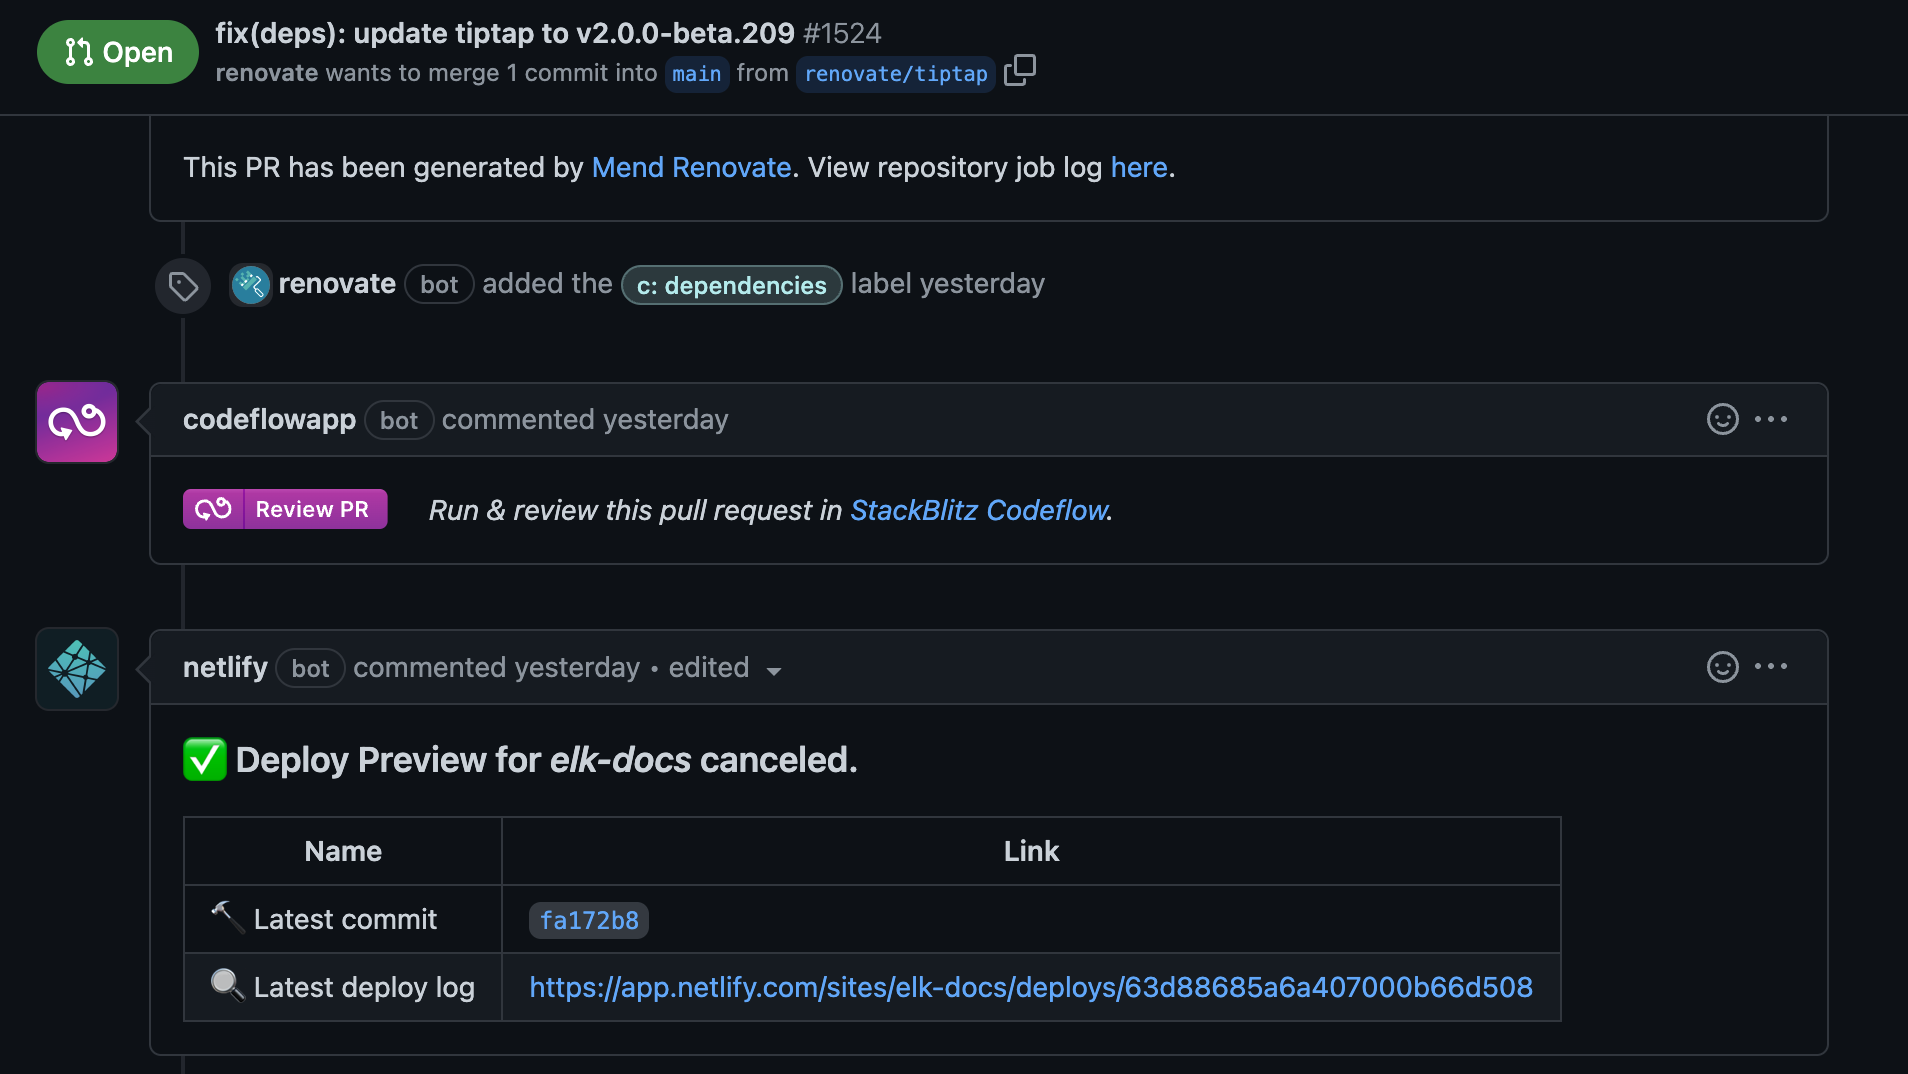 Open
fix(deps): update tiptap to v2.0.0-beta.209 #1524
renovate wants to merge 1 commit into main from renovate/tiptap
This PR has been generated by Mend Renovate. View repository job log here.
renovate bot added the c: dependencies label yesterday
codeflowapp bot commented yesterday
Review PR Run & review this pull request in StackBlitz Codeflow.
netlify bot commented yesterday • edited
✅ Deploy Preview for elk-docs canceled.
Name Link
🔨 Latest commit fa172b8
🔍 Latest deploy log https://app.netlify.com/sites/elk-docs/deploys/63d88685a6a407000b66d508